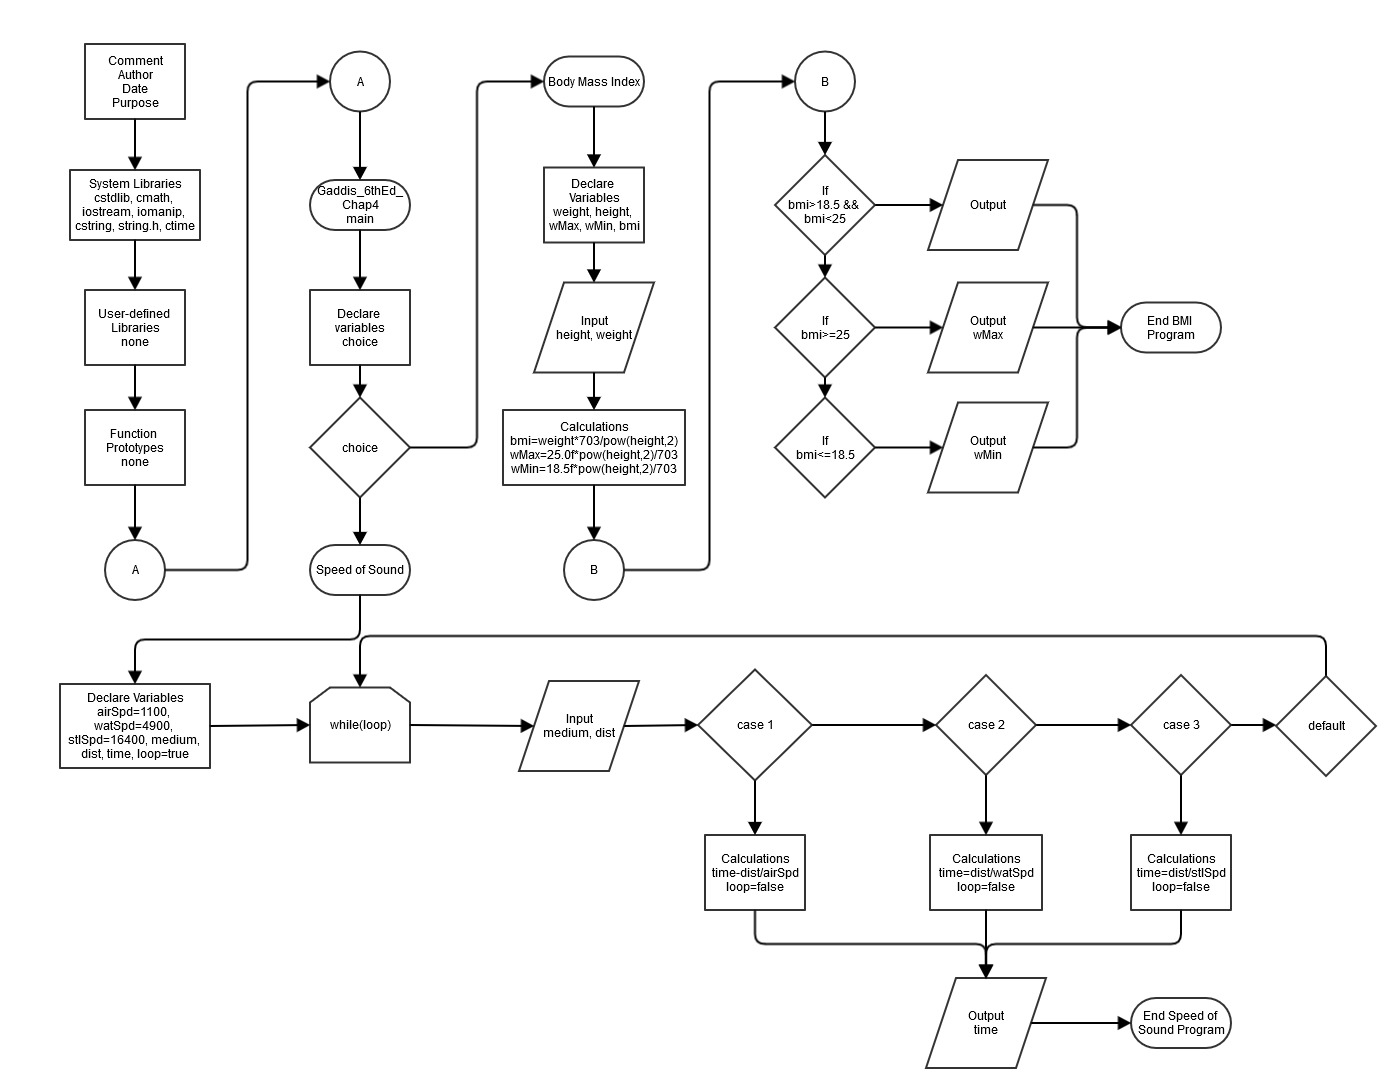 Comment
Author
Date
Purpose
System Libraries
cstdlib, cmath,
iostream, iomanip,
cstring, string.h, ctime
User-defined
Libraries
none
Function
Prototypes
none
A
A
Gaddis_6thEd_
Chap4
main
Declare
variables
choice
choice
Speed of Sound
Body Mass Index
Declare
Variables
weight, height,
wMax, wMin, bmi
Input
height, weight
Calculations
bmi=weight*703/pow(height,2)
wMax=25.0f*pow(height,2)/703
wMin=18.5f*pow(height,2)/703
B
B
If
bmi>18.5 &&
bmi<25
Output
If
bmi>=25
Output
wMax
If
bmi<=18.5
Output
wMin
End BMI
Program
Declare Variables
airSpd=1100,
watSpd=4900,
stlSpd=16400, medium,
dist, time, loop=true
while(loop)
Input
medium, dist
case 1
case 2
case 3
default
Calculations
time-dist/airSpd
loop=false
Calculations
time=dist/watSpd
loop=false
Calculations
time=dist/stlSpd
loop=false
Output
time
End Speed of
Sound Program